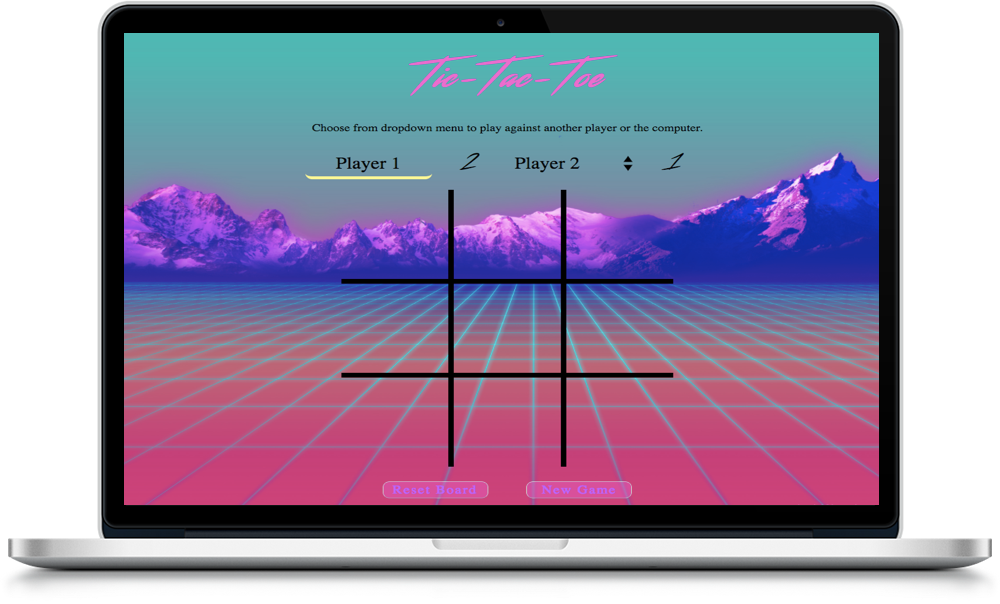 Tic-Tac-Toe
Choose from dropdown menu to play against another player or the computer.
Player 1 2 Player 2 1
Reset Board New Game